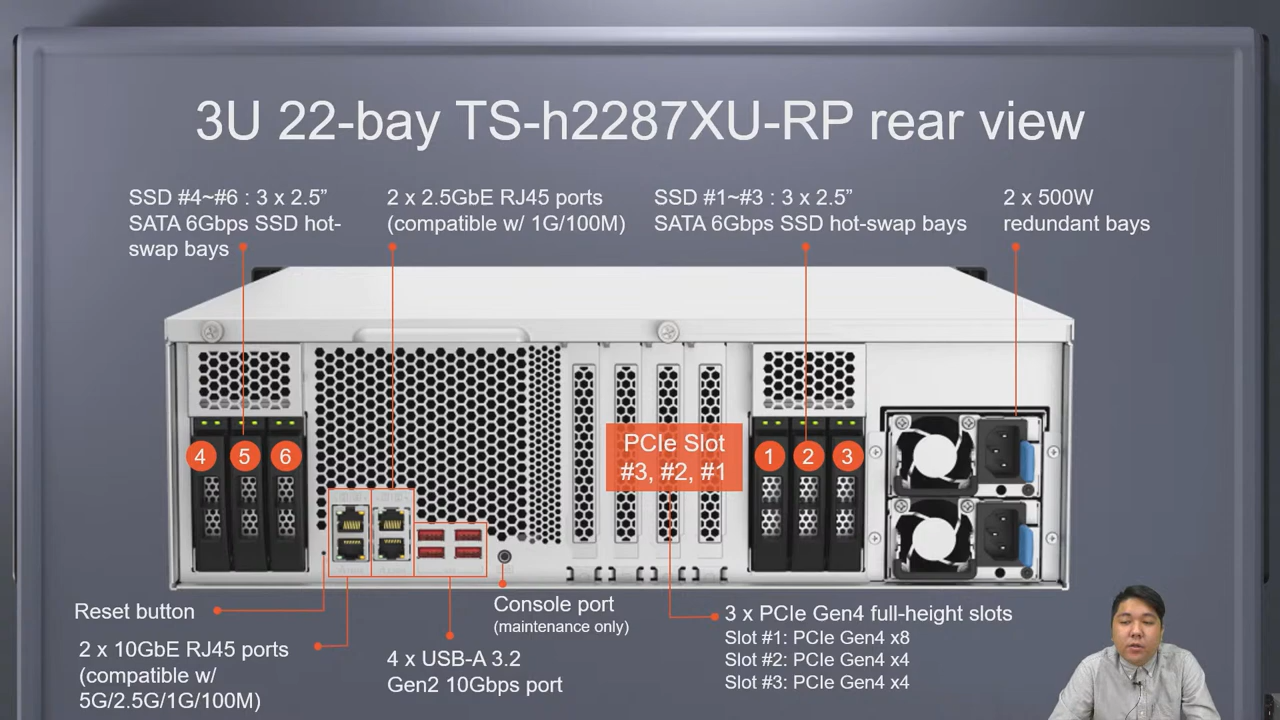 3U 22-bay TS-h2287XU-RP rear view
SSD #4~#6 : 3 x 2.5”
SATA 6Gbps SSD hot-
swap bays
2 x 2.5GbE RJ45 ports
(compatible w/ 1G/100M)
SSD #1~#3 : 3 x 2.5”
SATA 6Gbps SSD hot-swap bays
2 x 500W
redundant bays
PCIe Slot
#3, #2, #1
4
5
6
1
2
3
Reset button
2 x 10GbE RJ45 ports
(compatible w/
5G/2.5G/1G/100M)
4 x USB-A 3.2
Gen2 10Gbps port
Console port
(maintenance only)
3 x PCIe Gen4 full-height slots
Slot #1: PCIe Gen4 x8
Slot #2: PCIe Gen4 x4
Slot #3: PCIe Gen4 x4